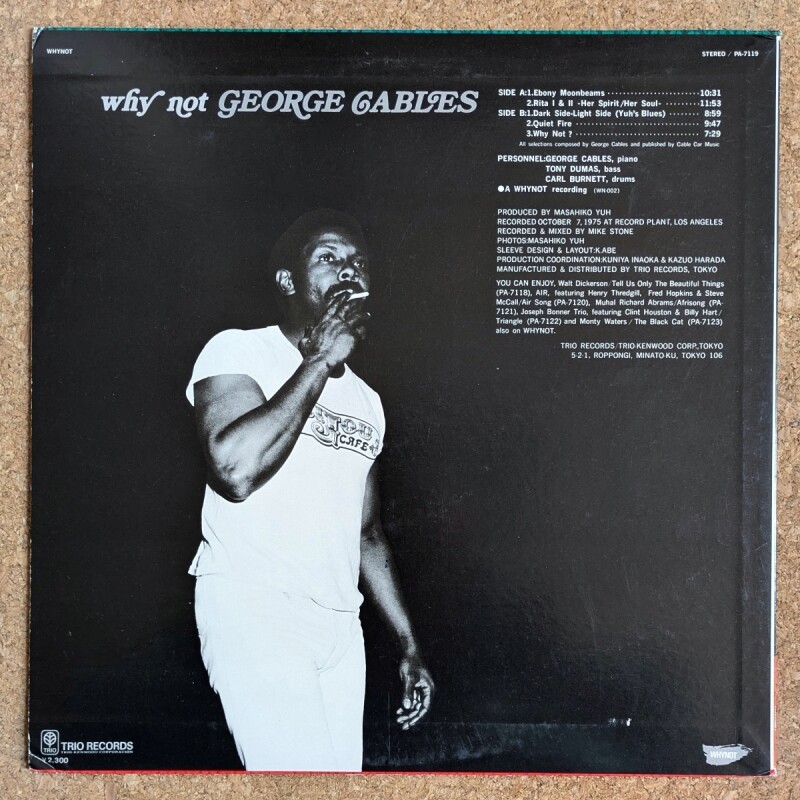 WHYNOT
STEREO / PA-7119
why not GEORGE CABLES
SIDE A:1.Ebony Moonbeams ··························· 10:31
2.Rita I & II -Her Spirit/Her Soul- ········ 11:53
SIDE B:1.Dark Side-Light Side (Yuh's Blues) ········ 8:59
2.Quiet Fire ································ 9:47
3.Why Not ? ································ 7:29
All selections composed by George Cables and published by Cable Car Music
PERSONNEL:GEORGE CABLES, piano
TONY DUMAS, bass
CARL BURNETT, drums
●A WHYNOT recording (WN-002)
PRODUCED BY MASAHIKO YUH
RECORDED OCTOBER 7, 1975 AT RECORD PLANT, LOS ANGELES
RECORDED & MIXED BY MIKE STONE
PHOTOS:MASAHIKO YUH
SLEEVE DESIGN & LAYOUT:K.ABE
PRODUCTION COORDINATION:KUNIYA INAOKA & KAZUO HARADA
MANUFACTURED & DISTRIBUTED BY TRIO RECORDS, TOKYO
YOU CAN ENJOY, Walt Dickerson/Tell Us Only The Beautiful Things
(PA-7118), AIR, featuring Henry Thredgill, Fred Hopkins & Steve
McCall/Air Song (PA-7120), Muhal Richard Abrams/Afrisong (PA-
7121), Joseph Bonner Trio, featuring Clint Houston & Billy Hart/
Triangle (PA-7122) and Monty Waters/The Black Cat (PA-7123)
also on WHYNOT.
TRIO RECORDS/TRIO-KENWOOD CORP.,TOKYO
5-2-1, ROPPONGI, MINATO-KU, TOKYO 106
CAFE
TRIO
TRIO RECORDS
TRIO-KENWOOD CORPORATION
¥2,300
WHYNOT